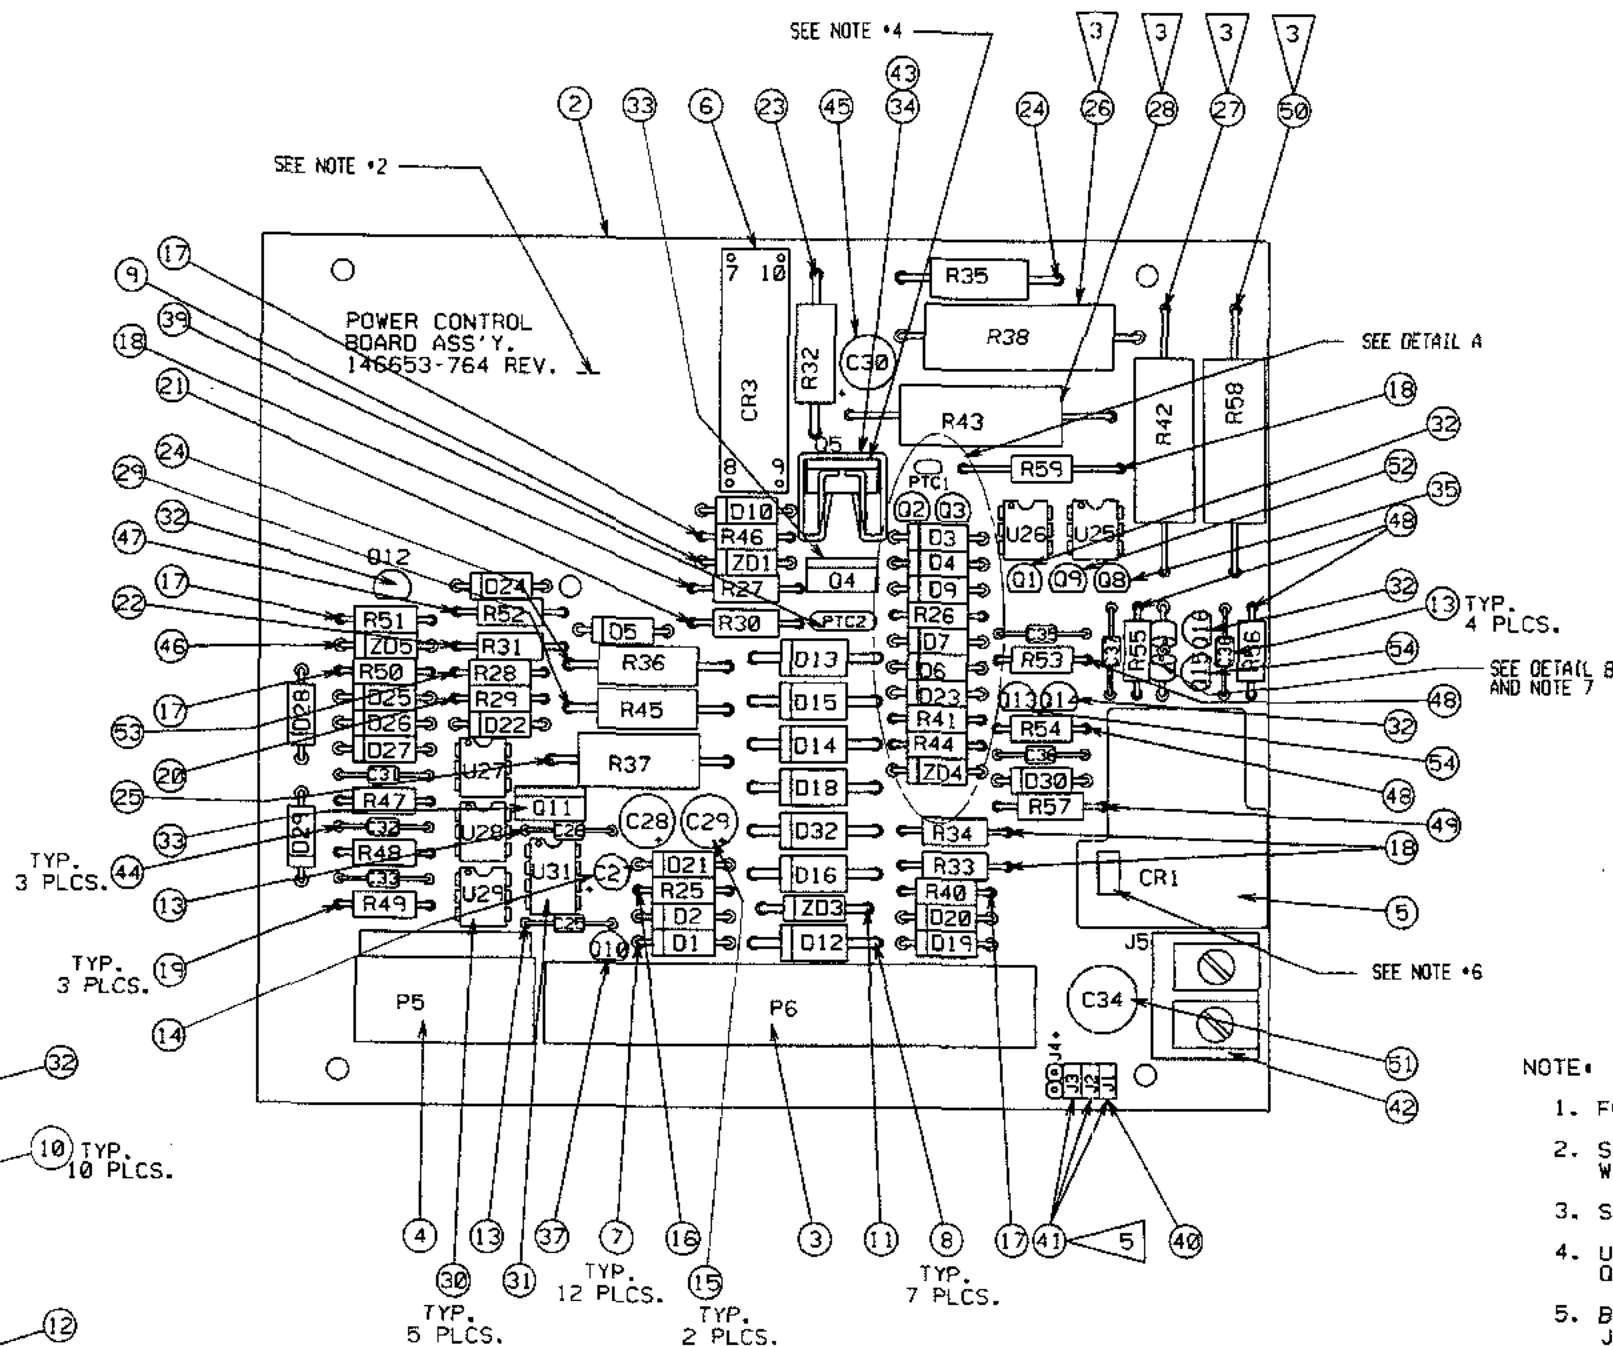 SEE NOTE *4
3 3 3 3
43
2 33 6 23 45 34 24 26 28 27 50
SEE NOTE *2
17
9
39
18
21
24
29
32
47
17
22
46
17
53
20
25
33
TYP.
3 PLCS. 44
13
TYP.
3 PLCS. 19
14
32
10 TYP.
10 PLCS.
12
POWER CONTROL
BOARD ASS'Y.
146653-764 REV. _
7 10
CR3
8 9
R32
C30
R35
R38
R43
R42
R58
Q5
R59
PTC1
Q2 Q3
U26 U25
D10
R46
ZD1
R27
R30
Q4
PTC2
D3
D4
D9
R26
D7
D6
D23
R41
R44
ZD4
Q1 Q9 Q8
Q12
D24
R52
R51
ZD5
R31
R50
R28
D25
R29
D26
D22
D27
D28
D29
C31
R47
C32
R48
C33
R49
U27
U28
U29
D5
R36
R45
R37
Q11
C26
U31
C27
C25
Q10
C28 C29
D21
R25
D2
D1
D13
D15
D14
D18
D32
D16
ZD3
D12
R53
R55
R56
Q16
Q15
Q13
R54
D30
R57
R34
R33
R40
D20
D19
CR1
J5
C34
J4
J3
J2
J1
P5
P6
SEE DETAIL A
18
32
52
35
48
32
13 TYP.
4 PLCS.
54
SEE DETAIL B
AND NOTE 7
48
32
54
48
49
18
5
SEE NOTE *6
51
42
4 13 37 7 16 3 11 8 17 41 5 40
30 31 15
TYP.
5 PLCS.
TYP.
12 PLCS.
TYP.
2 PLCS.
TYP.
7 PLCS.
NOTE:
1.
2.
3.
4.
5.